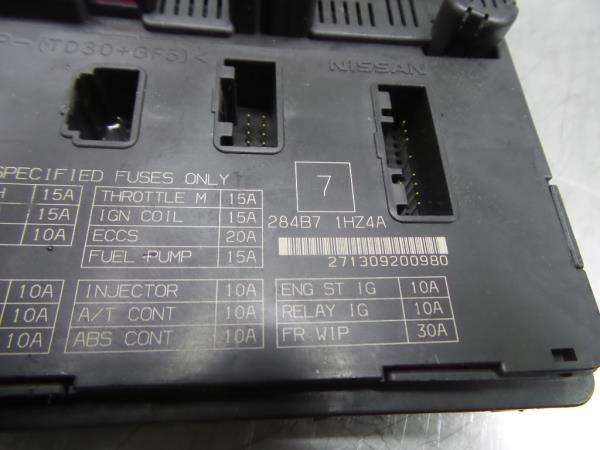 P-(TD30+GF5)<
NISSAN
SPECIFIED FUSES ONLY
7
H 15A THROTTLE M 15A
15A IGN COIL 15A 284B7 1HZ4A
10A ECCS 20A
FUEL-PUMP 15A 271309200980
10A INJECTOR 10A ENG ST IG 10A
10A A/T CONT 10A RELAY IG 10A
10A ABS CONT 10A FR WIP 30A